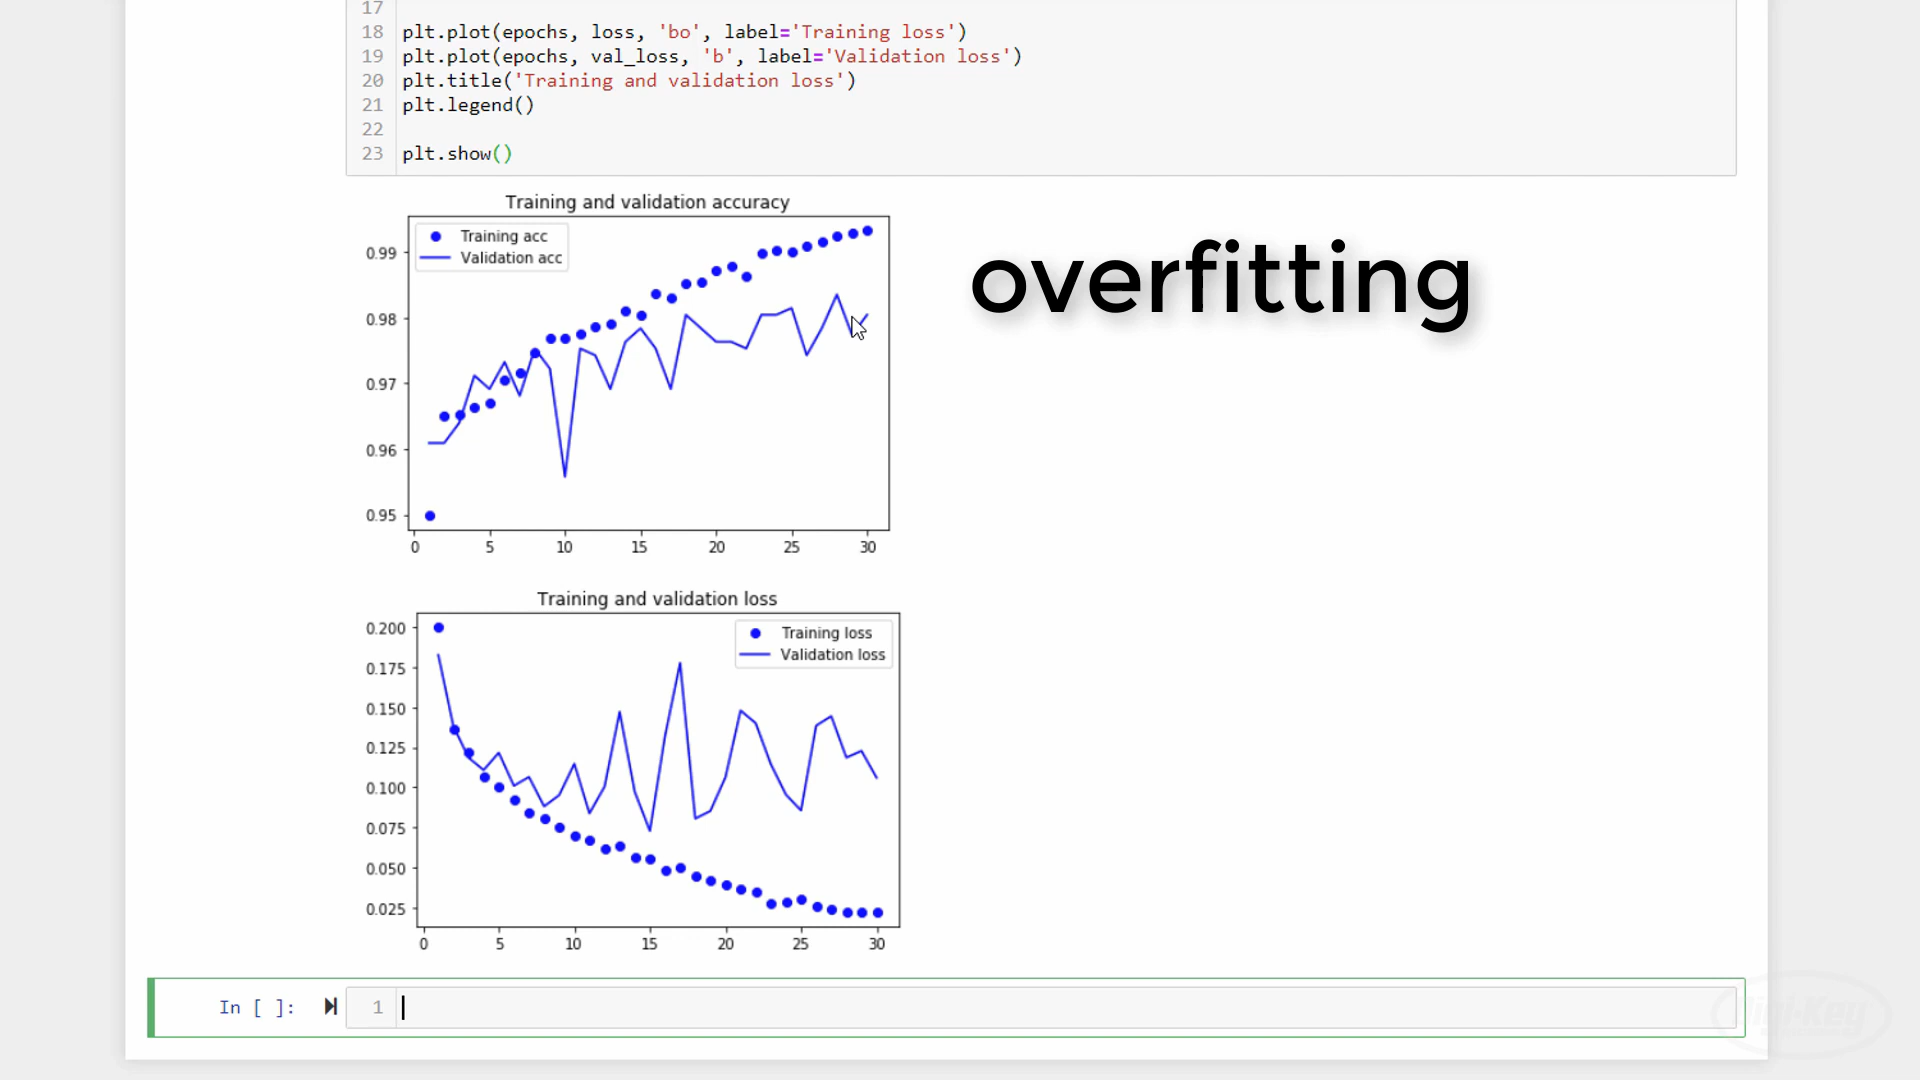 17
18 plt.plot(epochs, loss, 'bo', label='Training loss')
19 plt.plot(epochs, val_loss, 'b', label='Validation loss')
20 plt.title('Training and validation loss')
21 plt.legend()
22
23 plt.show()
Training and validation accuracy
Training acc
Validation acc
0.99
0.98
0.97
0.96
0.95
0 5 10 15 20 25 30
overfitting
Training and validation loss
Training loss
Validation loss
0.200
0.175
0.150
0.125
0.100
0.075
0.050
0.025
0 5 10 15 20 25 30
In [ ]: 1
Digi-Key